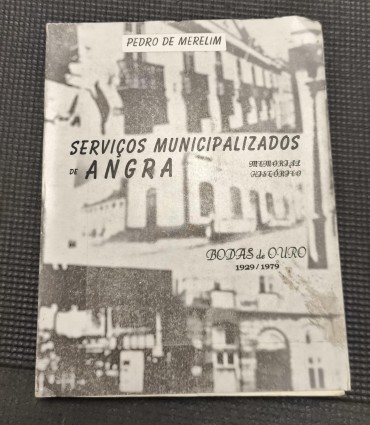 PEDRO DE MERELIM
SERVIÇOS MUNICIPALIZADOS
DE ANGRA
MEMORIAL
HISTÓRICO
BODAS de OURO
1929/1979